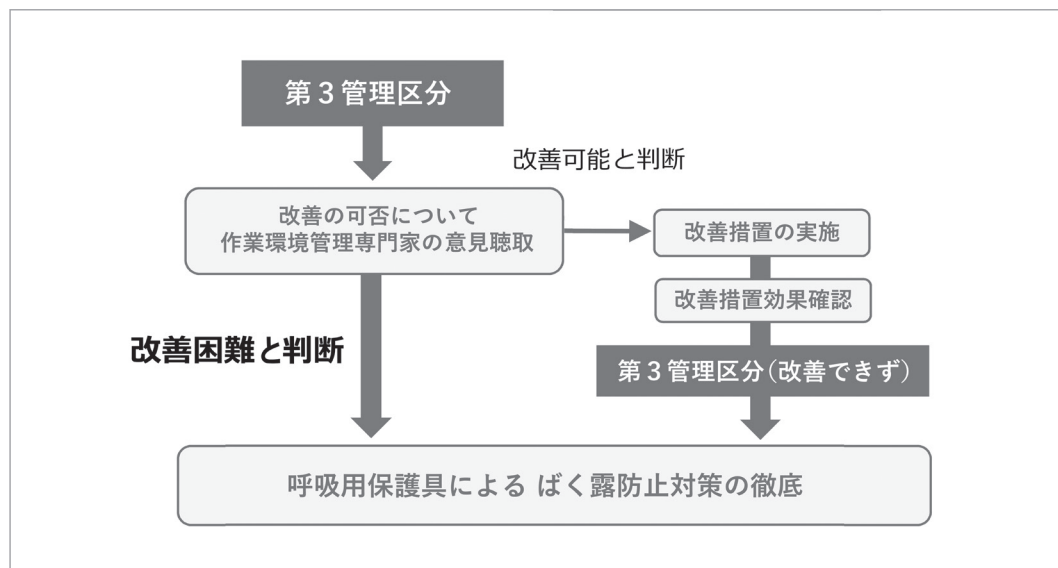 第３管理区分
改善可能と判断
改善の可否について
作業環境管理専門家の意見聴取
改善措置の実施
改善措置効果確認
改善困難と判断
第３管理区分（改善できず）
呼吸用保護具による ばく露防止対策の徹底